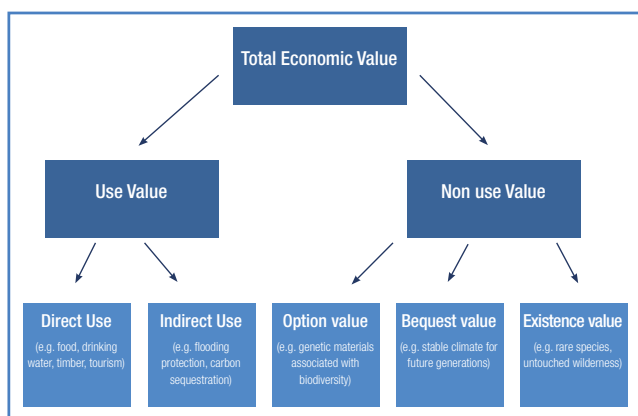 Total Economic Value
Use Value
Non use Value
Direct Use
(e.g. food, drinking
water, timber, tourism)
Indirect Use
(e.g. flooding
protection, carbon
sequestration)
Option value
(e.g. genetic materials
associated with
biodiversity)
Bequest value
(e.g. stable climate for
future generations)
Existence value
(e.g. rare species,
untouched wilderness)